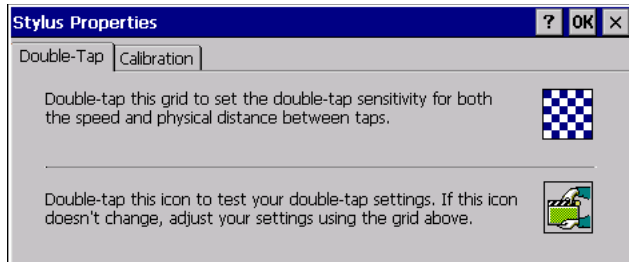 Stylus Properties ? OK ×
Double-Tap Calibration
Double-tap this grid to set the double-tap sensitivity for both
the speed and physical distance between taps.
Double-tap this icon to test your double-tap settings. If this icon
doesn't change, adjust your settings using the grid above.